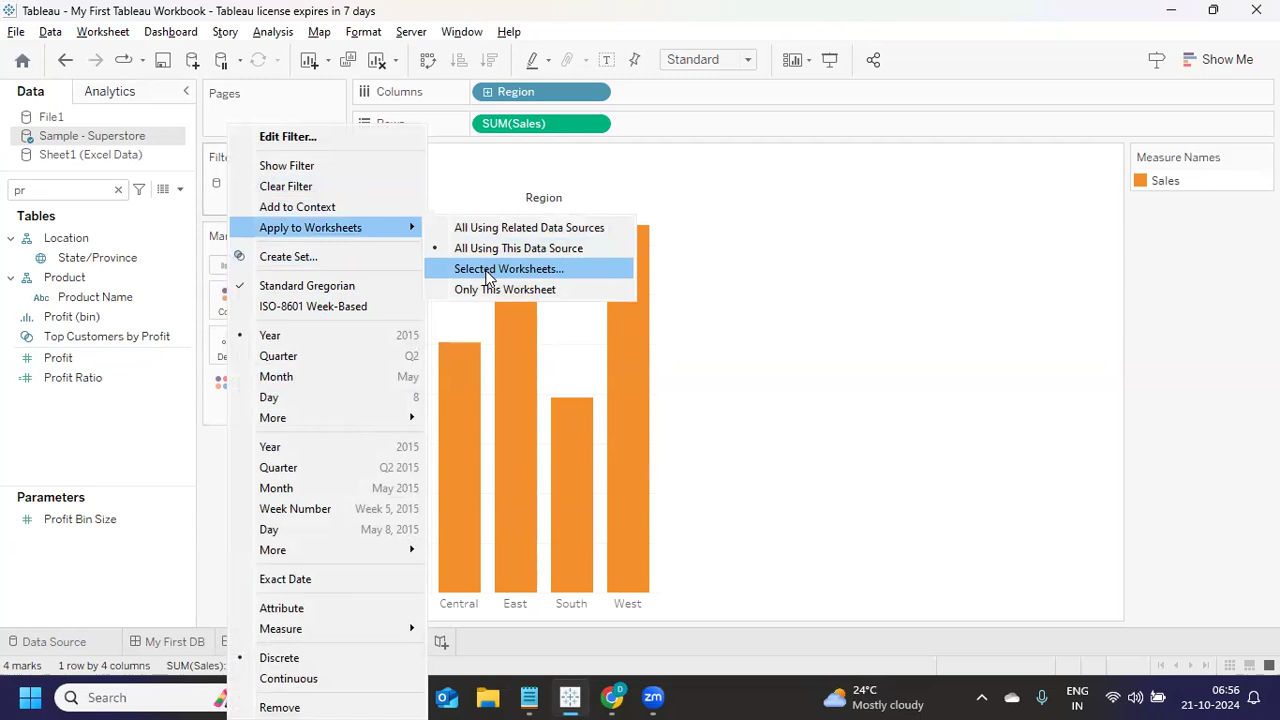 Tableau - My First Tableau Workbook - Tableau license expires in 7 days
File Data Worksheet Dashboard Story Analysis Map Format Server Window Help
Standard Show Me
Data Analytics
Pages
Columns Region
Rows SUM(Sales)
File1
Sample - Superstore
Sheet1 (Excel Data)
pr
Tables
Location
State/Province
Product
Product Name
Profit (bin)
Top Customers by Profit
Profit
Profit Ratio
Parameters
Profit Bin Size
Edit Filter...
Show Filter
Clear Filter
Add to Context
Apply to Worksheets
Create Set...
Standard Gregorian
ISO-8601 Week-Based
Year 2015
Quarter Q2
Month May
Day 8
More
Year 2015
Quarter Q2 2015
Month May 2015
Week Number Week 5, 2015
Day May 8, 2015
More
Exact Date
Attribute
Measure
Discrete
Continuous
Remove
All Using Related Data Sources
All Using This Data Source
Selected Worksheets...
Only This Worksheet
Region
Central East South West
Measure Names
Sales
Data Source My First DB
4 marks 1 row by 4 columns SUM(Sales):
Search
24°C
Mostly cloudy
ENG
IN
09:56
21-10-2024